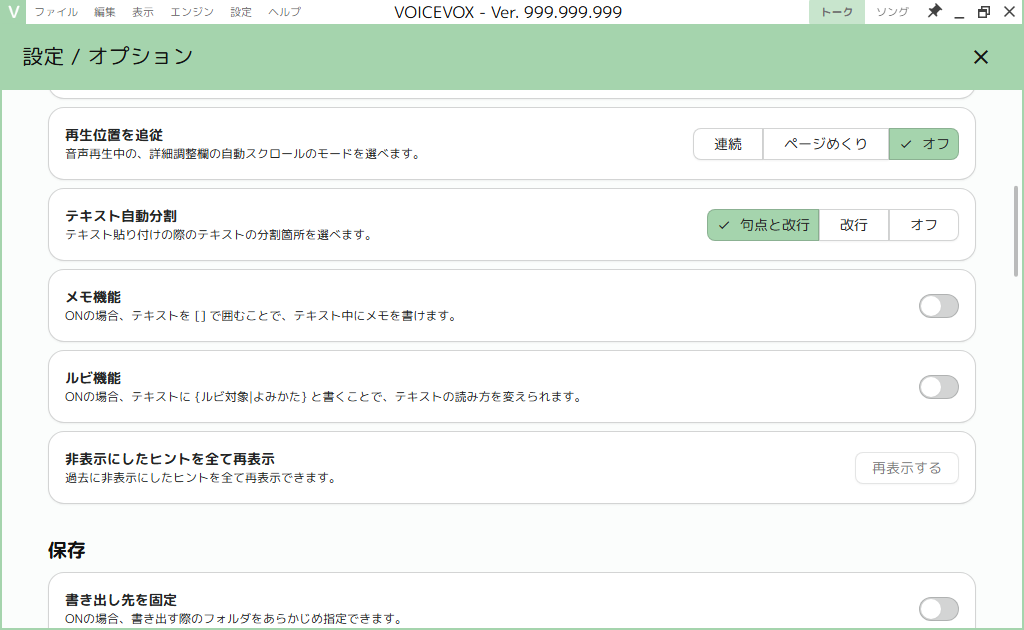 V ファイル 編集 表示 エンジン 設定 ヘルプ VOICEVOX - Ver. 999.999.999 トーク ソング
設定 / オプション
再生位置を追従
音声再生中の、詳細調整欄の自動スクロールのモードを選べます。
連続 ページめくり オフ
テキスト自動分割
テキスト貼り付けの際のテキストの分割箇所を選べます。
句点と改行 改行 オフ
メモ機能
ONの場合、テキストを [] で囲むことで、テキスト中にメモを書けます。
ルビ機能
ONの場合、テキストに {ルビ対象|よみかた} と書くことで、テキストの読み方を変えられます。
非表示にしたヒントを全て再表示
過去に非表示にしたヒントを全て再表示できます。
再表示する
保存
書き出し先を固定
ONの場合、書き出す際のフォルダをあらかじめ指定できます。